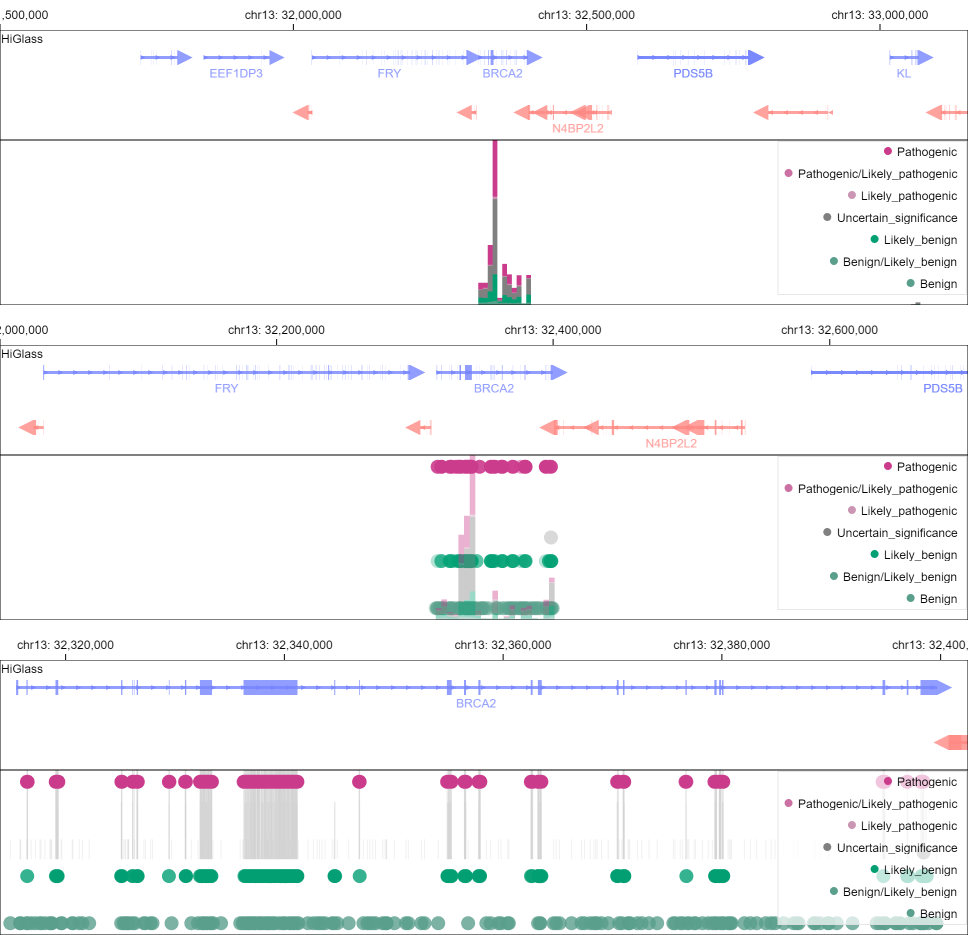 ,500,000 chr13: 32,000,000 chr13: 32,500,000 chr13: 33,000,000
HiGlass
EEF1DP3 FRY BRCA2 PDS5B KL
N4BP2L2
Pathogenic
Pathogenic/Likely_pathogenic
Likely_pathogenic
Uncertain_significance
Likely_benign
Benign/Likely_benign
Benign
2,000,000 chr13: 32,200,000 chr13: 32,400,000 chr13: 32,600,000
HiGlass
FRY BRCA2 PDS5B
N4BP2L2
Pathogenic
Pathogenic/Likely_pathogenic
Likely_pathogenic
Uncertain_significance
Likely_benign
Benign/Likely_benign
Benign
chr13: 32,320,000 chr13: 32,340,000 chr13: 32,360,000 chr13: 32,380,000 chr13: 32,400,
HiGlass
BRCA2
Pathogenic
Pathogenic/Likely_pathogenic
Likely_pathogenic
Uncertain_significance
Likely_benign
Benign/Likely_benign
Benign